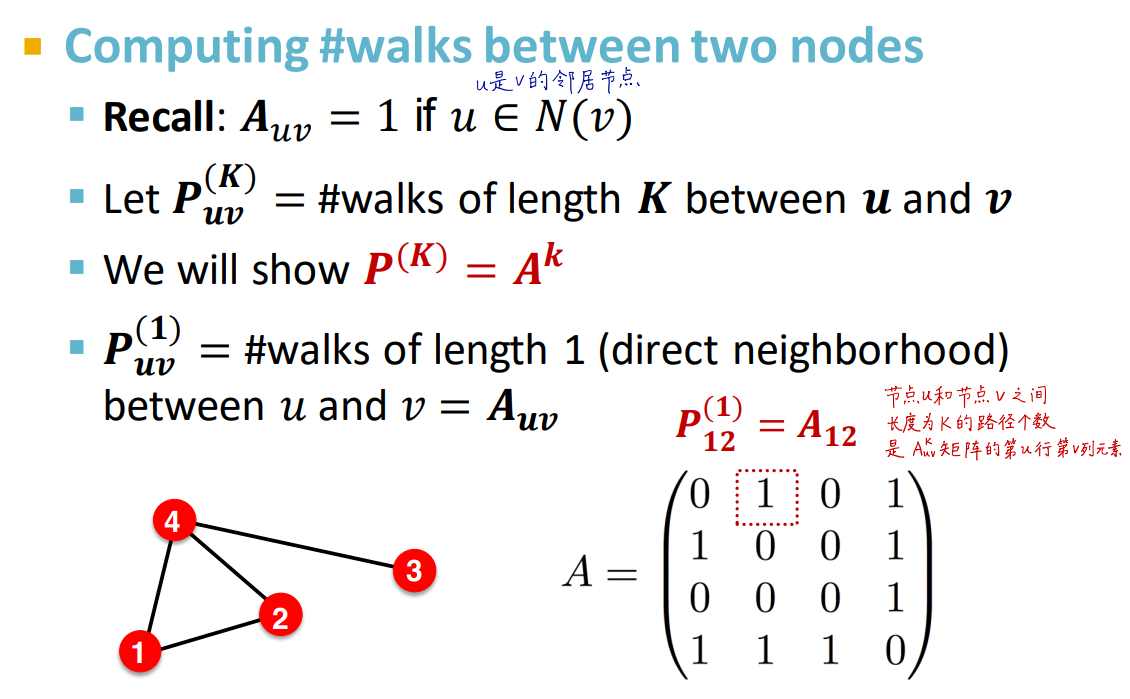 Computing #walks between two nodes
u是v的邻居节点
Recall: A_{uv} = 1 if u ∈ N(v)
Let P_{uv}^{(K)} = #walks of length K between u and v
We will show P^{(K)} = A^k
P_{uv}^{(1)} = #walks of length 1 (direct neighborhood)
between u and v = A_{uv}
P_{12}^{(1)} = A_{12}
节点u和节点v之间
长度为K的路径个数
是 A_{uv}^K 矩阵的第u行第v列元素
4
3
2
1
A =
0 1 0 1
1 0 0 1
0 0 0 1
1 1 1 0